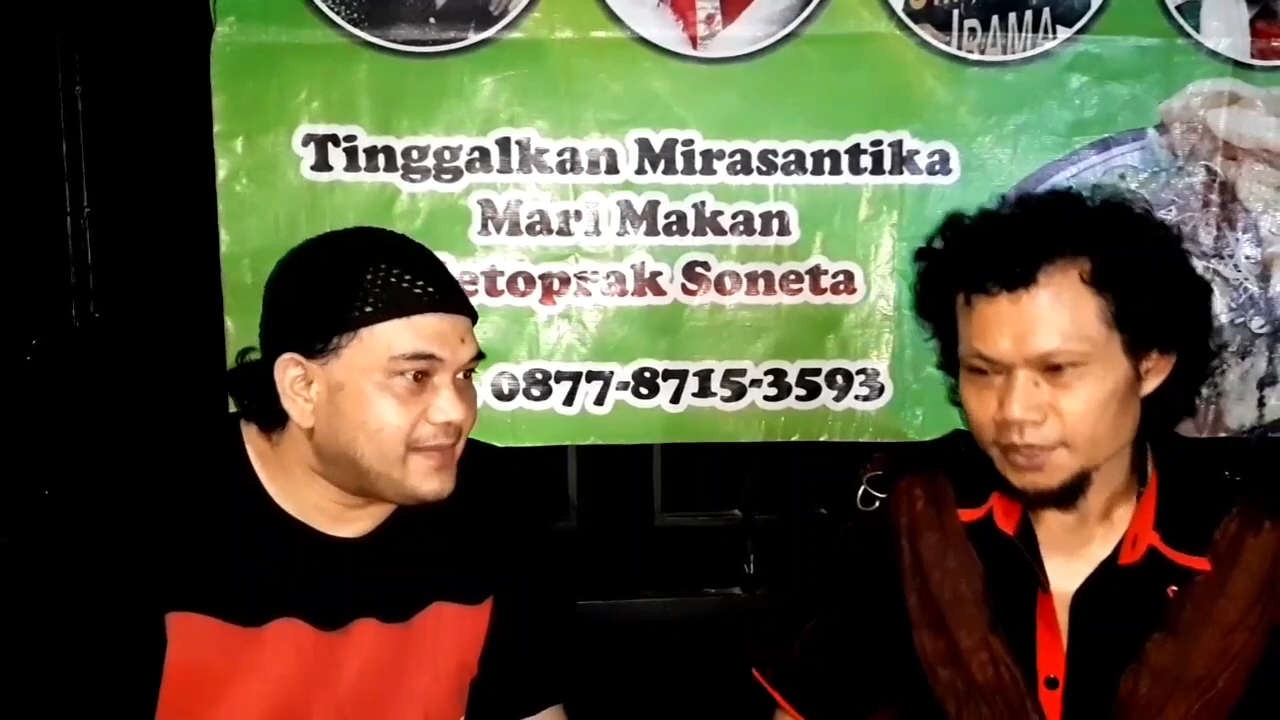 IRAMA
Tinggalkan Mirasantika
Mari Makan
etoprak Soneta
0877-8715-3593